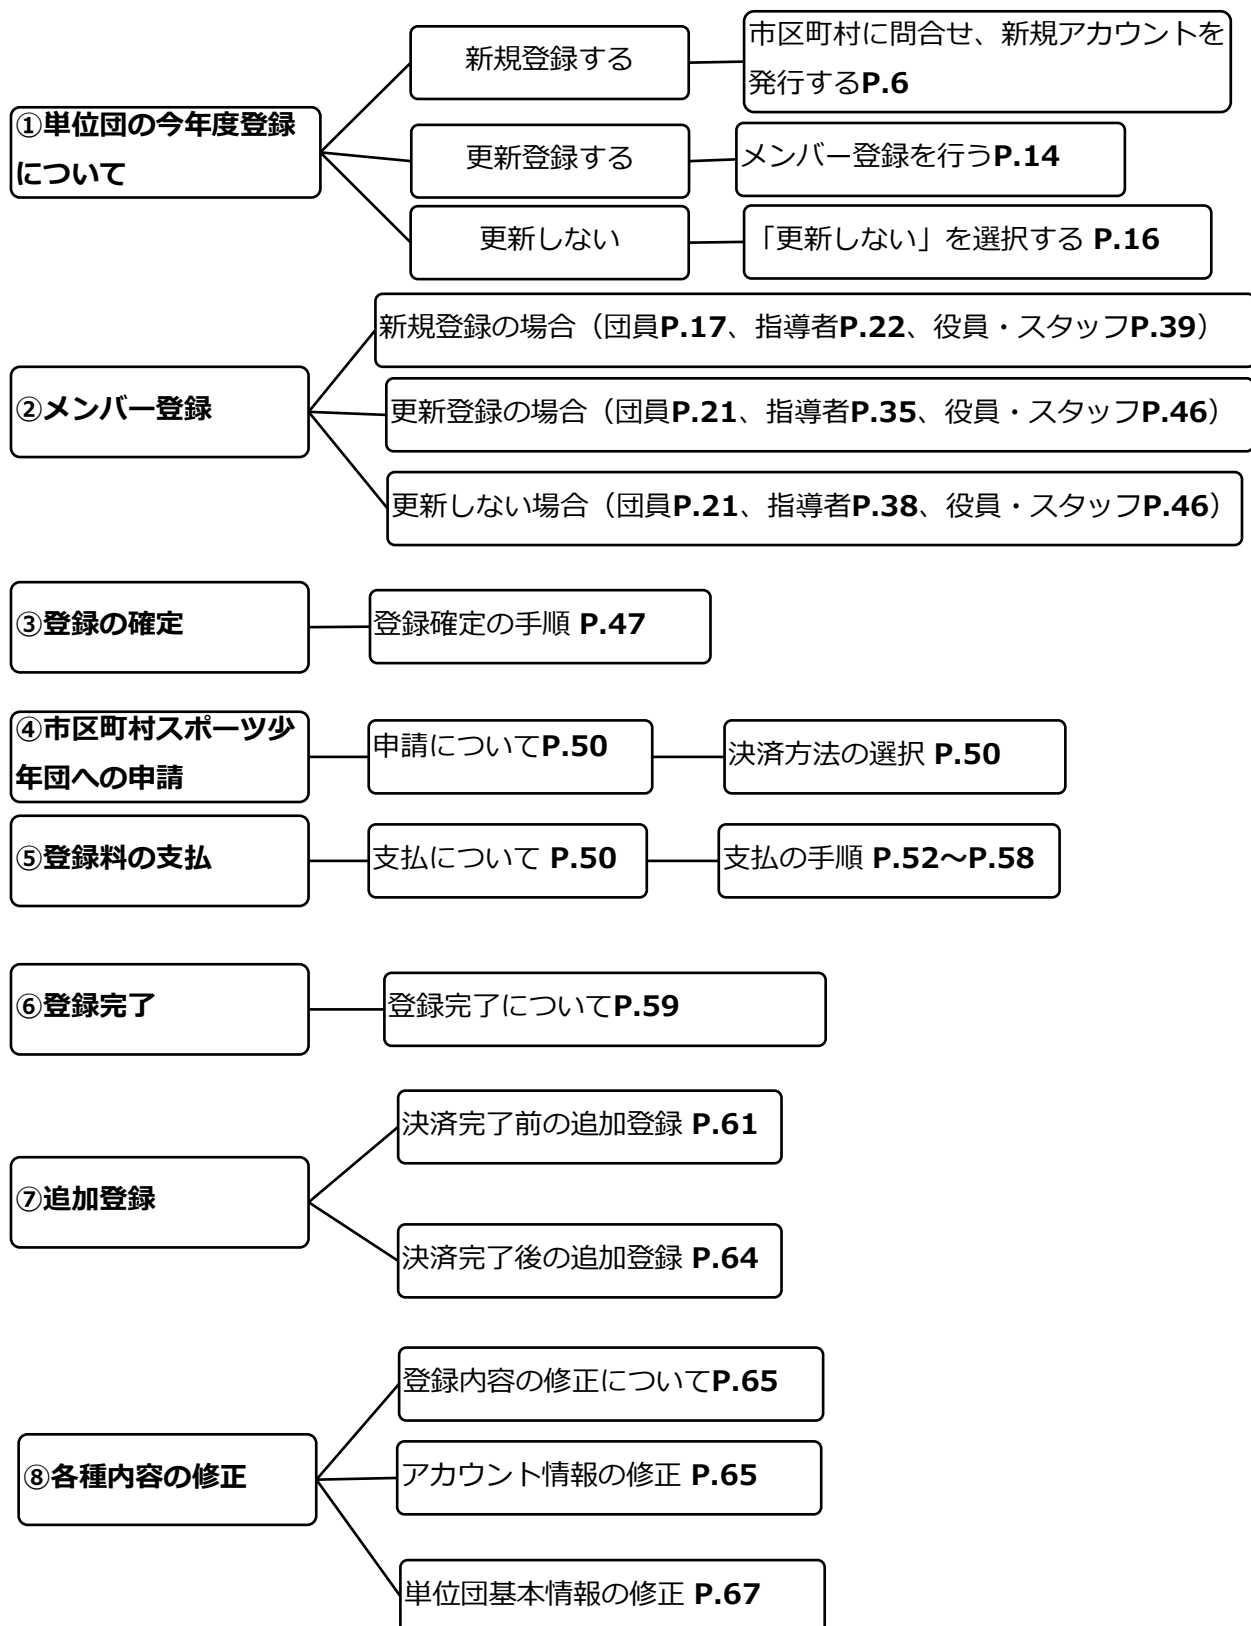 ①単位団の今年度登録
について
新規登録する
市区町村に問合せ、新規アカウントを
発行するP.6
更新登録する
メンバー登録を行うP.14
更新しない
「更新しない」を選択する P.16
②メンバー登録
新規登録の場合（団員P.17、指導者P.22、役員・スタッフP.39）
更新登録の場合（団員P.21、指導者P.35、役員・スタッフP.46）
更新しない場合（団員P.21、指導者P.38、役員・スタッフP.46）
③登録の確定
登録確定の手順 P.47
④市区町村スポーツ少
年団への申請
申請についてP.50
決済方法の選択 P.50
⑤登録料の支払
支払について P.50
支払の手順 P.52～P.58
⑥登録完了
登録完了についてP.59
⑦追加登録
決済完了前の追加登録 P.61
決済完了後の追加登録 P.64
⑧各種内容の修正
登録内容の修正についてP.65
アカウント情報の修正 P.65
単位団基本情報の修正 P.67